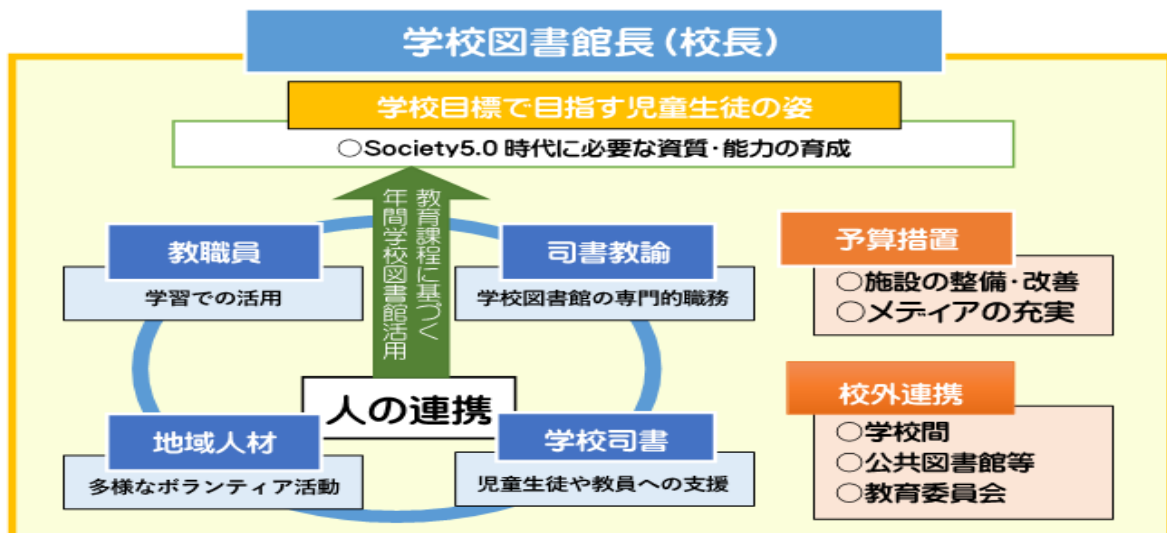 学校図書館長(校長)
学校目標で目指す児童生徒の姿
○Society5.0 時代に必要な資質・能力の育成
教育課程に基づく
年間学校図書館活用
教職員
学習での活用
司書教諭
学校図書館の専門的職務
人の連携
地域人材
多様なボランティア活動
学校司書
児童生徒や教員への支援
予算措置
○施設の整備・改善
○メディアの充実
校外連携
○学校間
○公共図書館等
○教育委員会